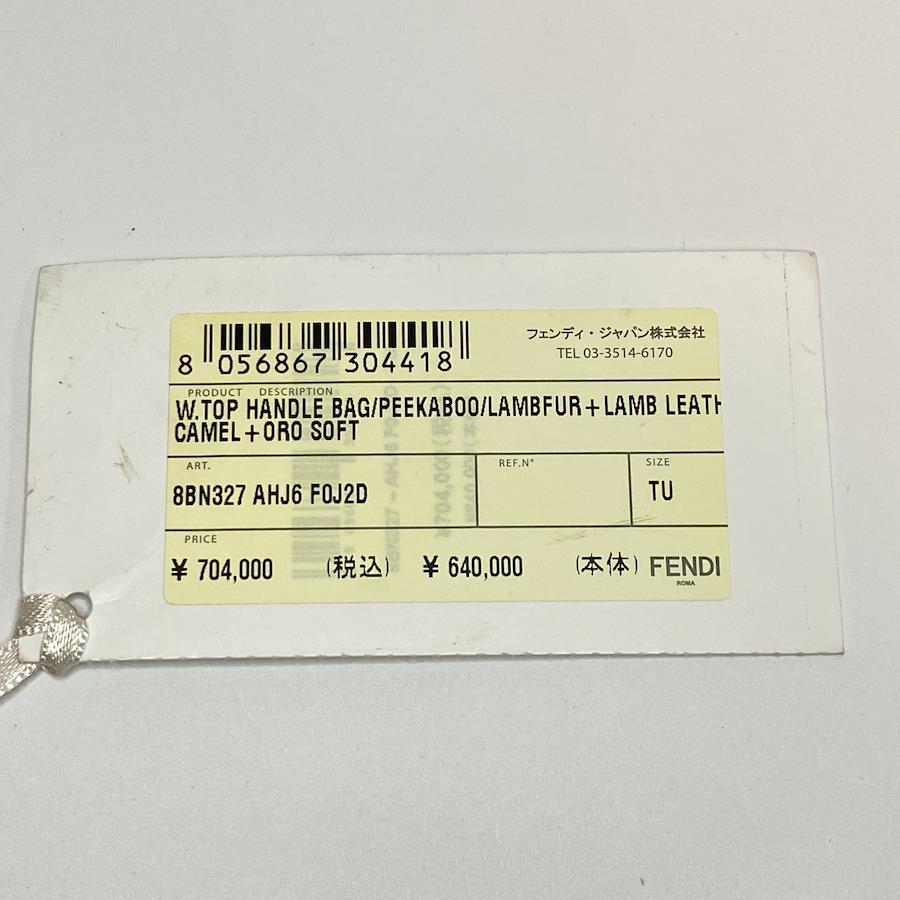 8 056867 304418
フェンディ・ジャパン株式会社
TEL 03-3514-6170
PRODUCT DESCRIPTION
W.TOP HANDLE BAG/PEEKABOO/LAMBFUR+LAMB LEATH
CAMEL+ORO SOFT
ART.
8BN327 AHJ6 F0J2D
REF.N°
SIZE
TU
PRICE
¥ 704,000 (税込) ¥ 640,000 (本体)
FENDI
ROMA